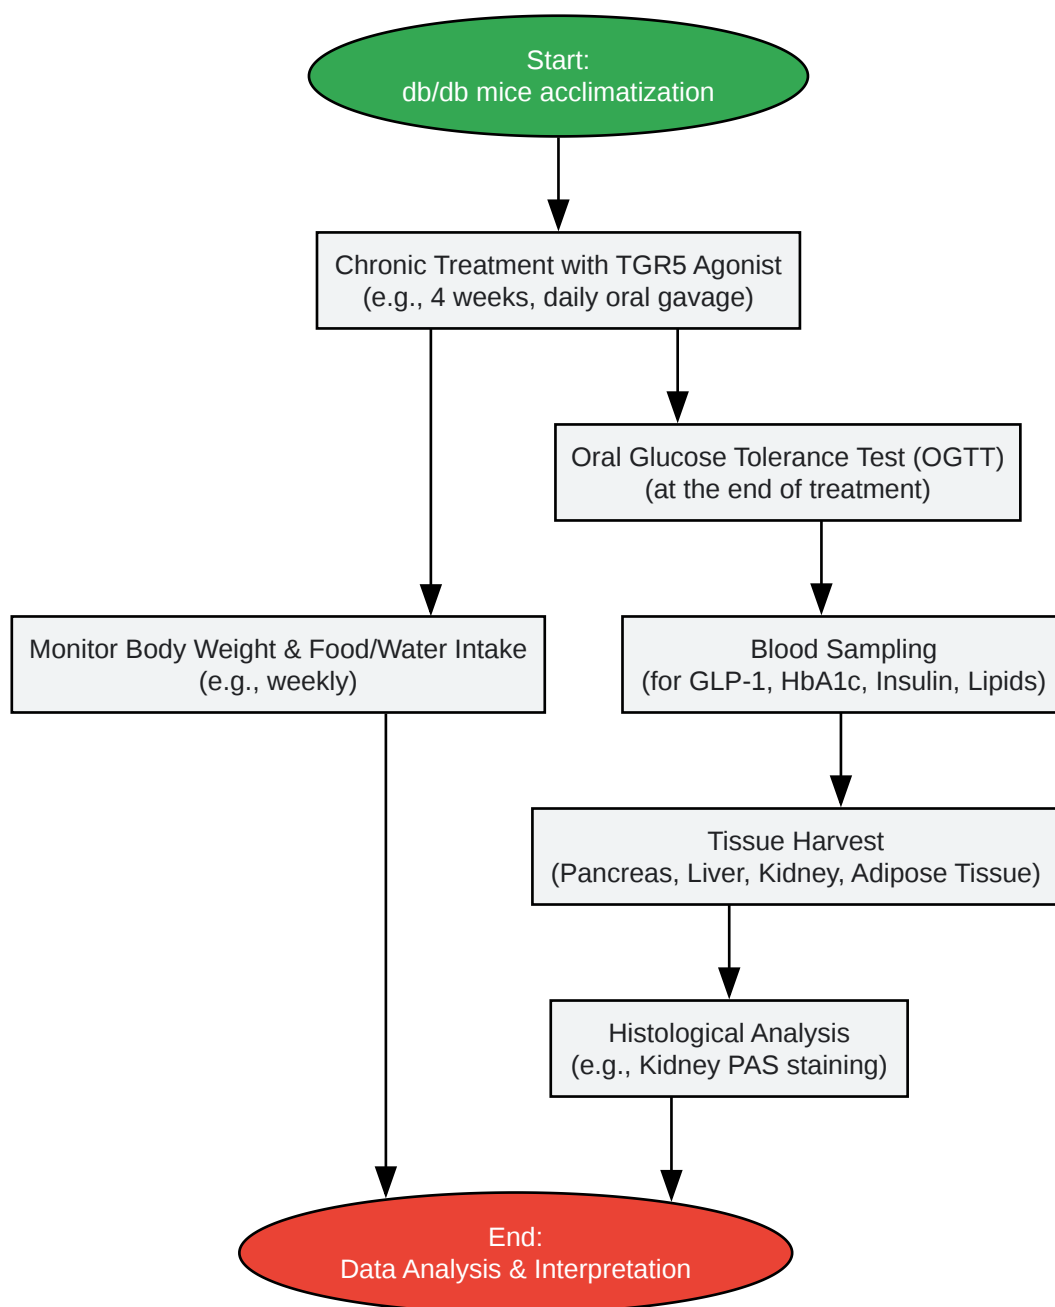 Start:
db/db mice acclimatization
Chronic Treatment with TGR5 Agonist
(e.g., 4 weeks, daily oral gavage)
Oral Glucose Tolerance Test (OGTT)
(at the end of treatment)
Monitor Body Weight & Food/Water Intake
(e.g., weekly)
Blood Sampling
(for GLP-1, HbA1c, Insulin, Lipids)
Tissue Harvest
(Pancreas, Liver, Kidney, Adipose Tissue)
Histological Analysis
(e.g., Kidney PAS staining)
End:
Data Analysis & Interpretation